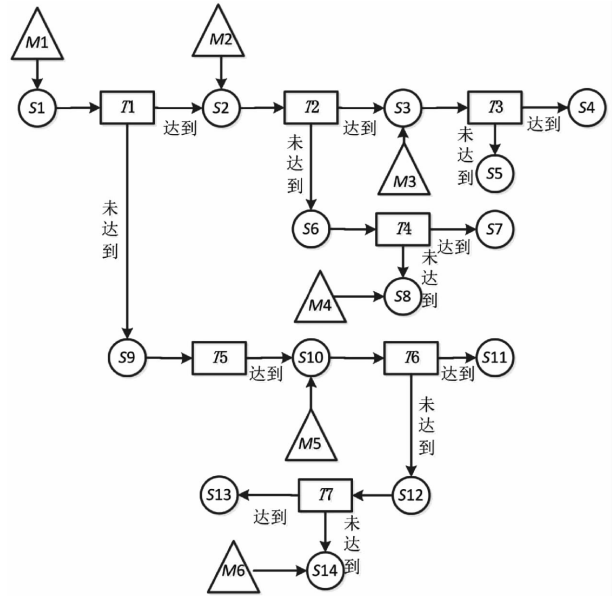 M1
M2
S1
T1
达到
S2
T2
达到
S3
T3
达到
S4
未达到
未达到
未达到
M3
S5
S6
T4
达到
S7
未达到
M4
S8
S9
T5
达到
S10
T6
达到
S11
M5
未达到
S13
达到
T7
S12
未达到
M6
S14